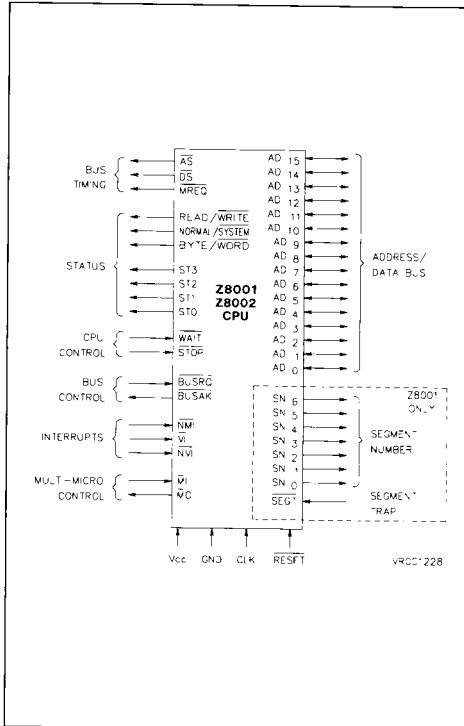 BUS
TIMING
AS
DS
MREQ
STATUS
READ/WRITE
NORMAL/SYSTEM
BYTE/WORD
ST3
ST2
ST1
ST0
CPU
CONTROL
WAIT
STOP
BUS
CONTROL
BUSRQ
BUSAK
INTERRUPTS
NMI
VI
NVI
MULT-MICRO
CONTROL
MI
MO
Z8001
Z8002
CPU
AD 15
AD 14
AD 13
AD 12
AD 11
AD 10
AD 9
AD 8
AD 7
AD 6
AD 5
AD 4
AD 3
AD 2
AD 1
AD 0
ADDRESS/
DATA BUS
Z8001
ONLY
SN 6
SN 5
SN 4
SN 3
SN 2
SN 1
SN 0
SEGMENT
NUMBER
SEGT
SEGMENT
TRAP
Vcc GND CLK RESET